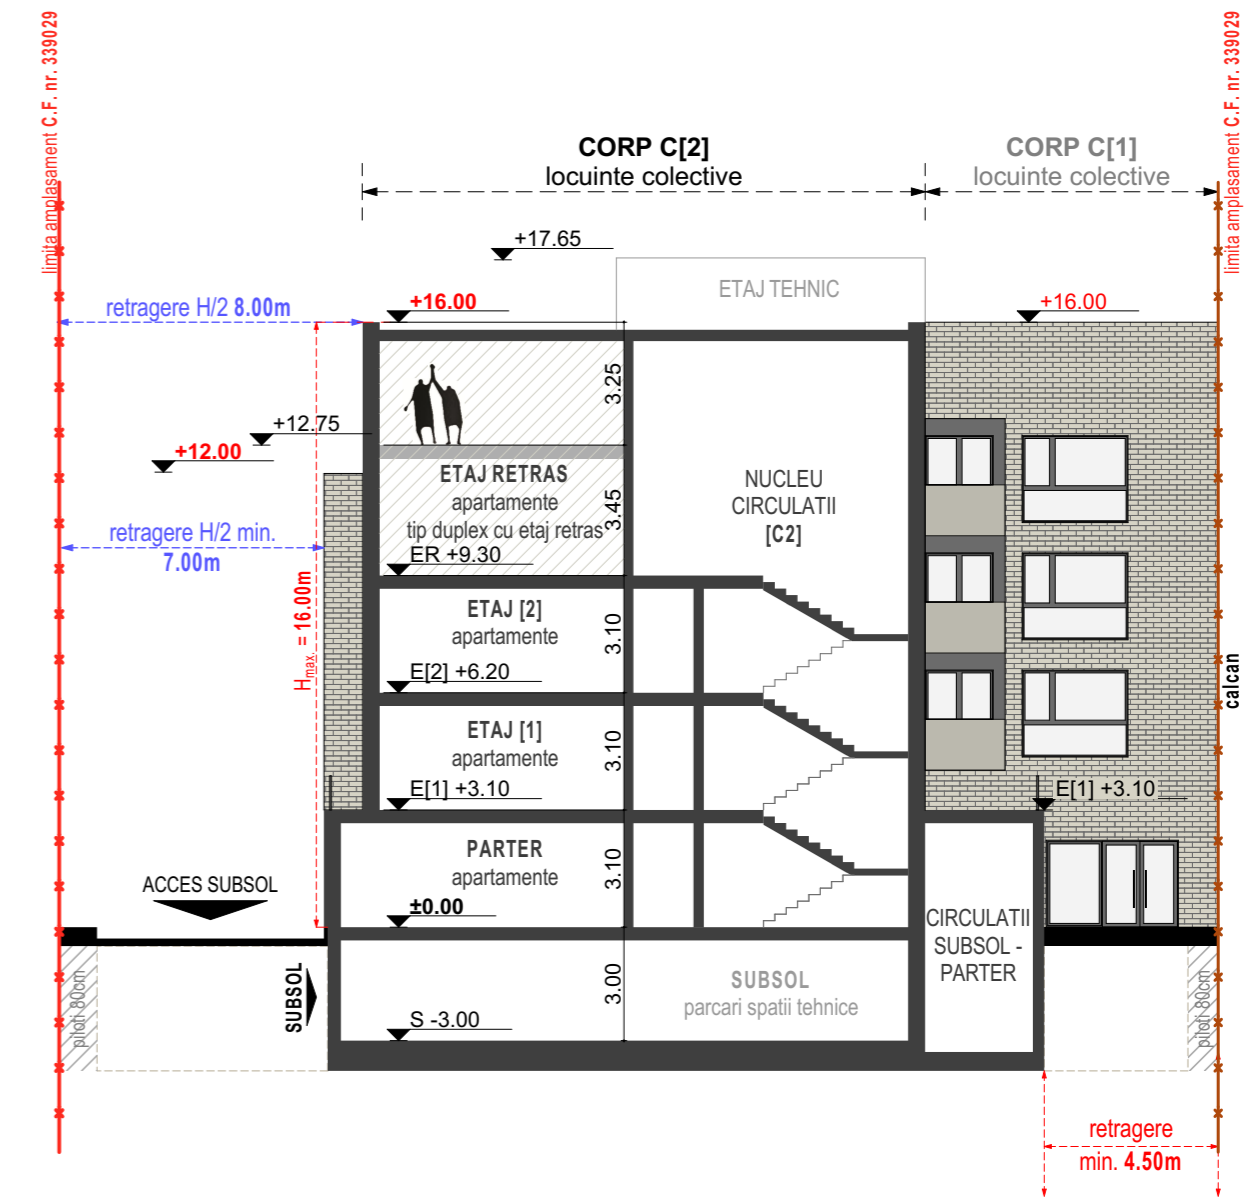 limita amplasament C.F. nr. 339029
limita amplasament C.F. nr. 339029
CORP C[2]
locuinte colective
CORP C[1]
locuinte colective
+17.65
ETAJ TEHNIC
retragere H/2 8.00m
+16.00
+16.00
3.25
+12.75
+12.00
ETAJ RETRAS
apartamente
tip duplex cu etaj retras
3.45
NUCLEU
CIRCULATII
[C2]
retragere H/2 min.
7.00m
ER +9.30
Hmax. = 16.00m
ETAJ [2]
apartamente
3.10
E[2] +6.20
calcan
ETAJ [1]
apartamente
3.10
E[1] +3.10
E[1] +3.10
PARTER
apartamente
3.10
ACCES SUBSOL
±0.00
CIRCULATII
SUBSOL -
PARTER
SUBSOL
parcari spatii tehnice
3.00
S -3.00
SUBSOL
piloti 80cm
piloti 80cm
retragere
min. 4.50m